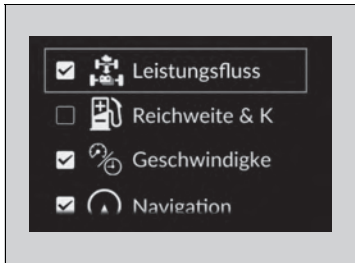 Leistungsfluss
Reichweite & K
Geschwindigke
Navigation